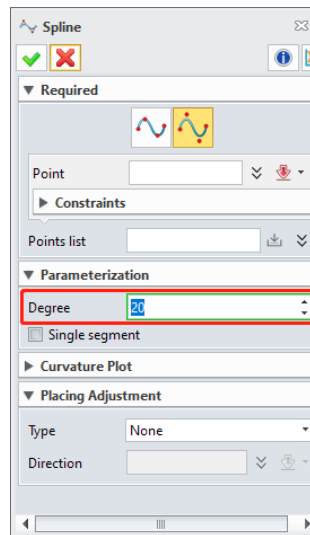 Spline
Required
Point
Constraints
Points list
Parameterization
Degree 20
Single segment
Curvature Plot
Placing Adjustment
Type None
Direction